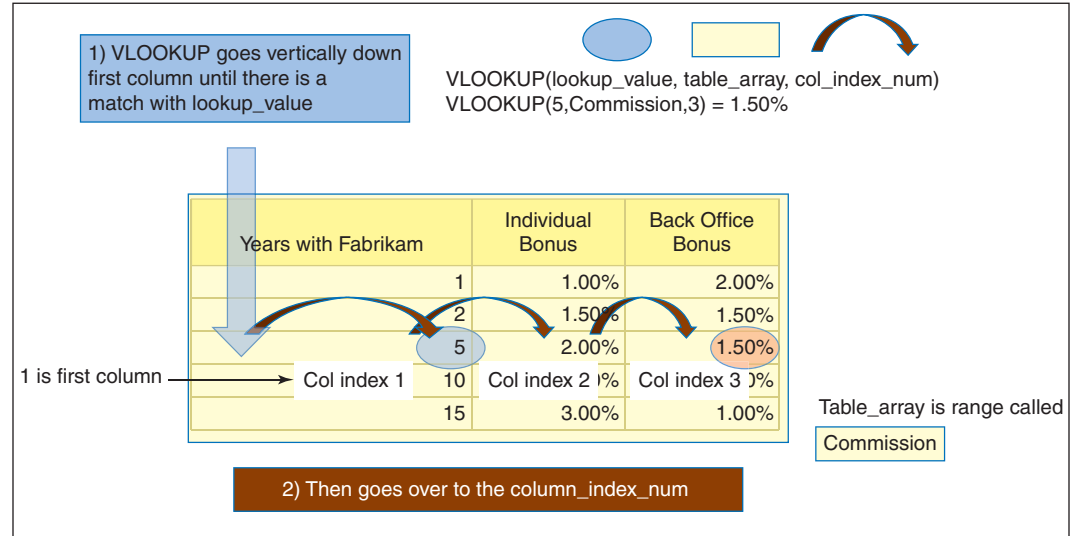 1) VLOOKUP goes vertically down
first column until there is a
match with lookup_value
VLOOKUP(lookup_value, table_array, col_index_num)
VLOOKUP(5,Commission,3) = 1.50%
Years with Fabrikam Individual Bonus Back Office Bonus
1 1.00% 2.00%
2 1.50% 1.50%
5 2.00% 1.50%
1 is first column Col index 1 10 Col index 2 % Col index 3 0%
15 3.00% 1.00%
Table_array is range called
Commission
2) Then goes over to the column_index_num